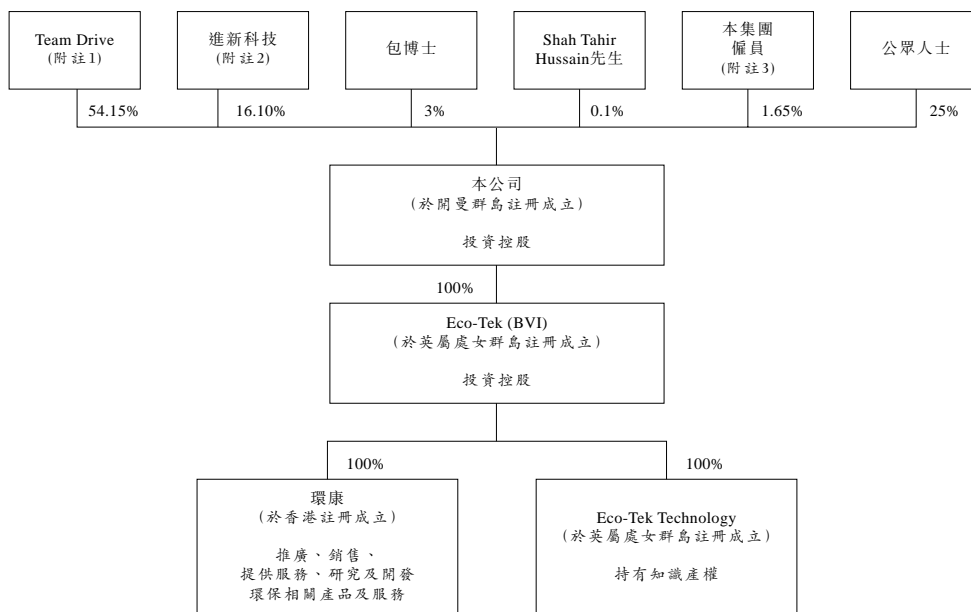 Team Drive
(附註1)
進新科技
(附註2)
包博士
Shah Tahir
Hussain先生
本集團
僱員
(附註3)
公眾人士
54.15%
16.10%
3%
0.1%
1.65%
25%
本公司
(於開曼群島註冊成立)
投資控股
100%
Eco-Tek (BVI)
(於英屬處女群島註冊成立)
投資控股
100%
100%
環康
(於香港註冊成立)
推廣、銷售、
提供服務、研究及開發
環保相關產品及服務
Eco-Tek Technology
(於英屬處女群島註冊成立)
持有知識產權